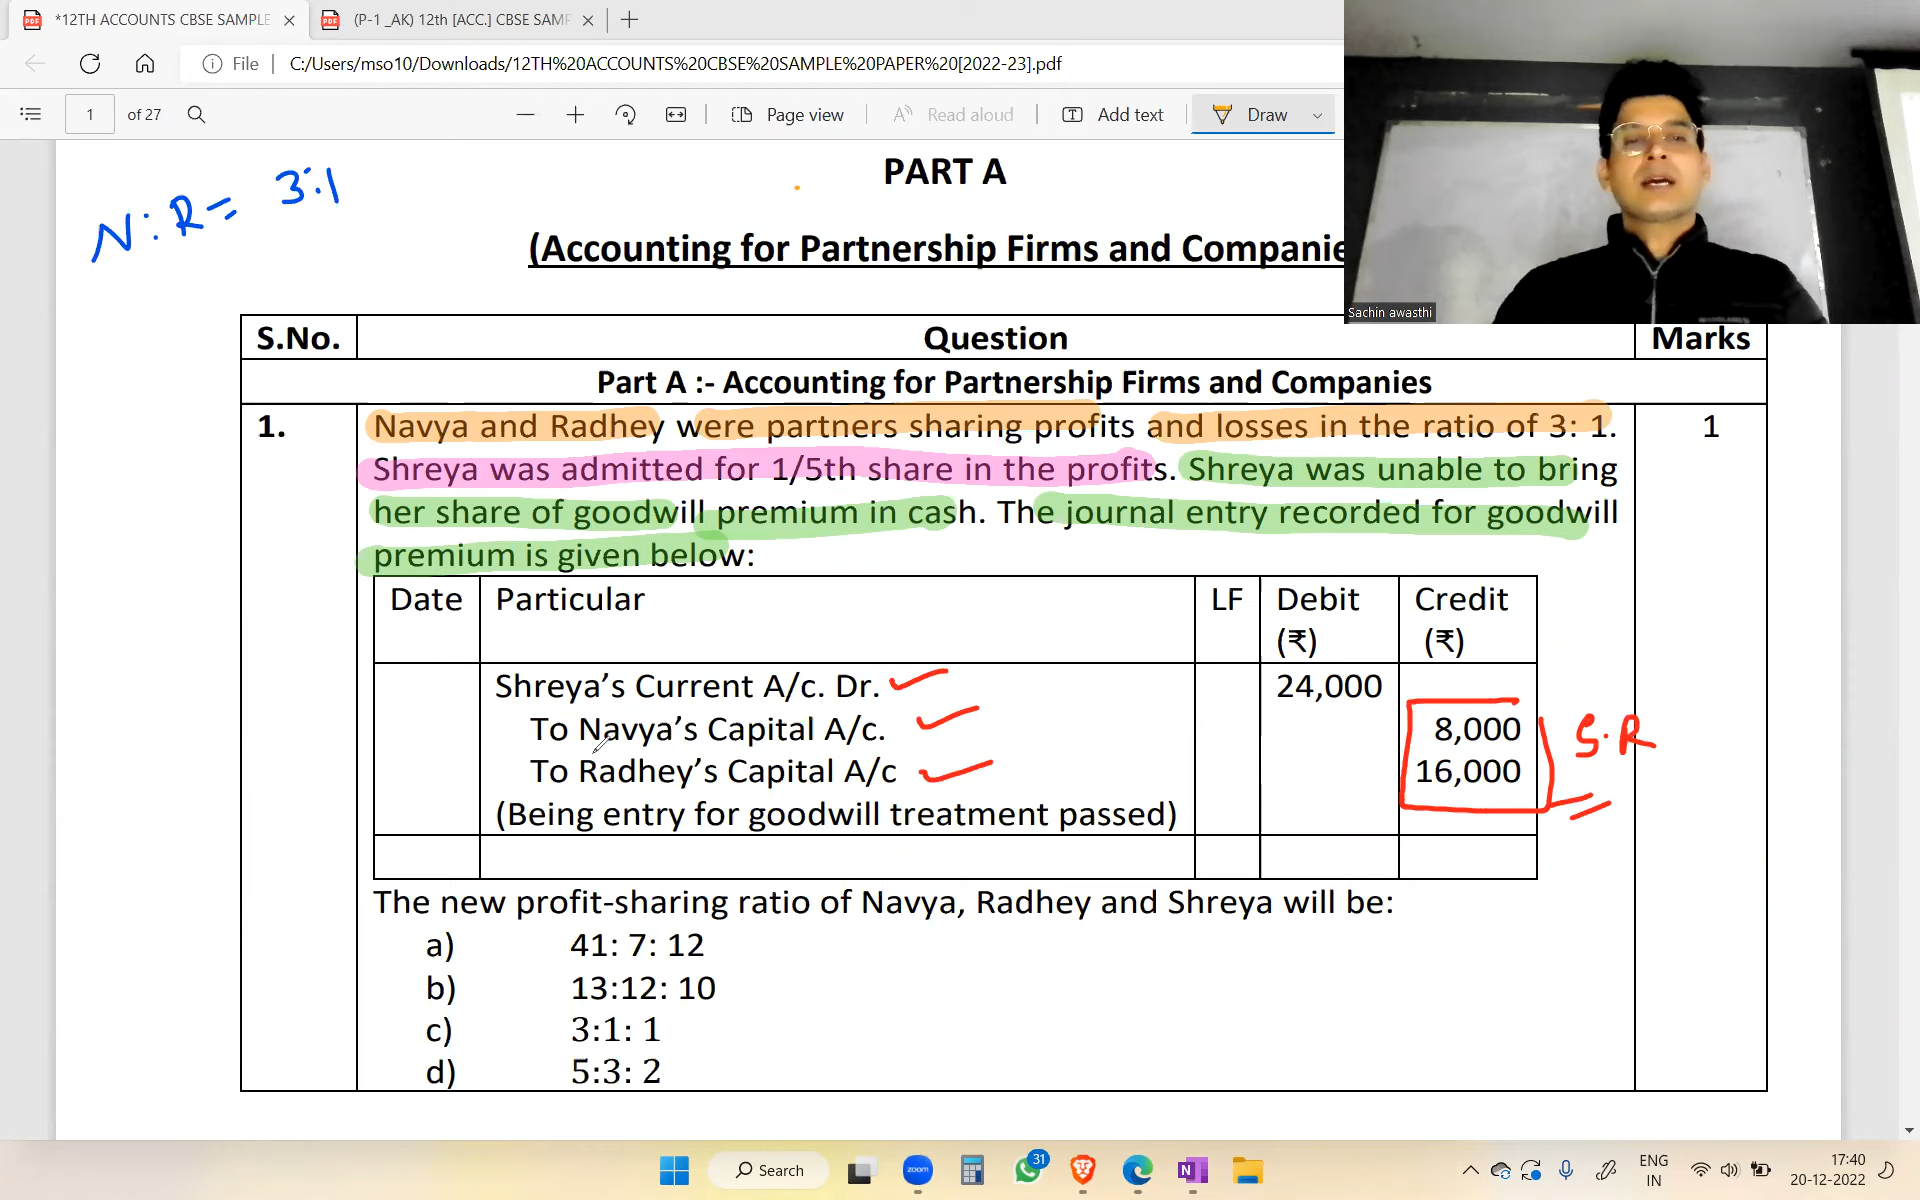 *12TH ACCOUNTS CBSE SAMPLE
(P-1 _AK) 12th [ACC.] CBSE SAMP
File
C:/Users/mso10/Downloads/12TH%20ACCOUNTS%20CBSE%20SAMPLE%20PAPER%20[2022-23].pdf
1 of 27
Page view
Read aloud
Add text
Draw
Sachin awasthi
N:R= 3:1
PART A
(Accounting for Partnership Firms and Companie
S.No. Question Marks
Part A :- Accounting for Partnership Firms and Companies
1. Navya and Radhey were partners sharing profits and losses in the ratio of 3: 1. 1
Shreya was admitted for 1/5th share in the profits. Shreya was unable to bring
her share of goodwill premium in cash. The journal entry recorded for goodwill
premium is given below:
Date Particular LF Debit Credit
(₹) (₹)
Shreya’s Current A/c. Dr. 24,000
To Navya’s Capital A/c. 8,000
To Radhey’s Capital A/c 16,000
S.R
(Being entry for goodwill treatment passed)
The new profit-sharing ratio of Navya, Radhey and Shreya will be:
a) 41: 7: 12
b) 13:12: 10
c) 3:1: 1
d) 5:3: 2
Search
zoom
31
N
ENG
IN
17:40
20-12-2022